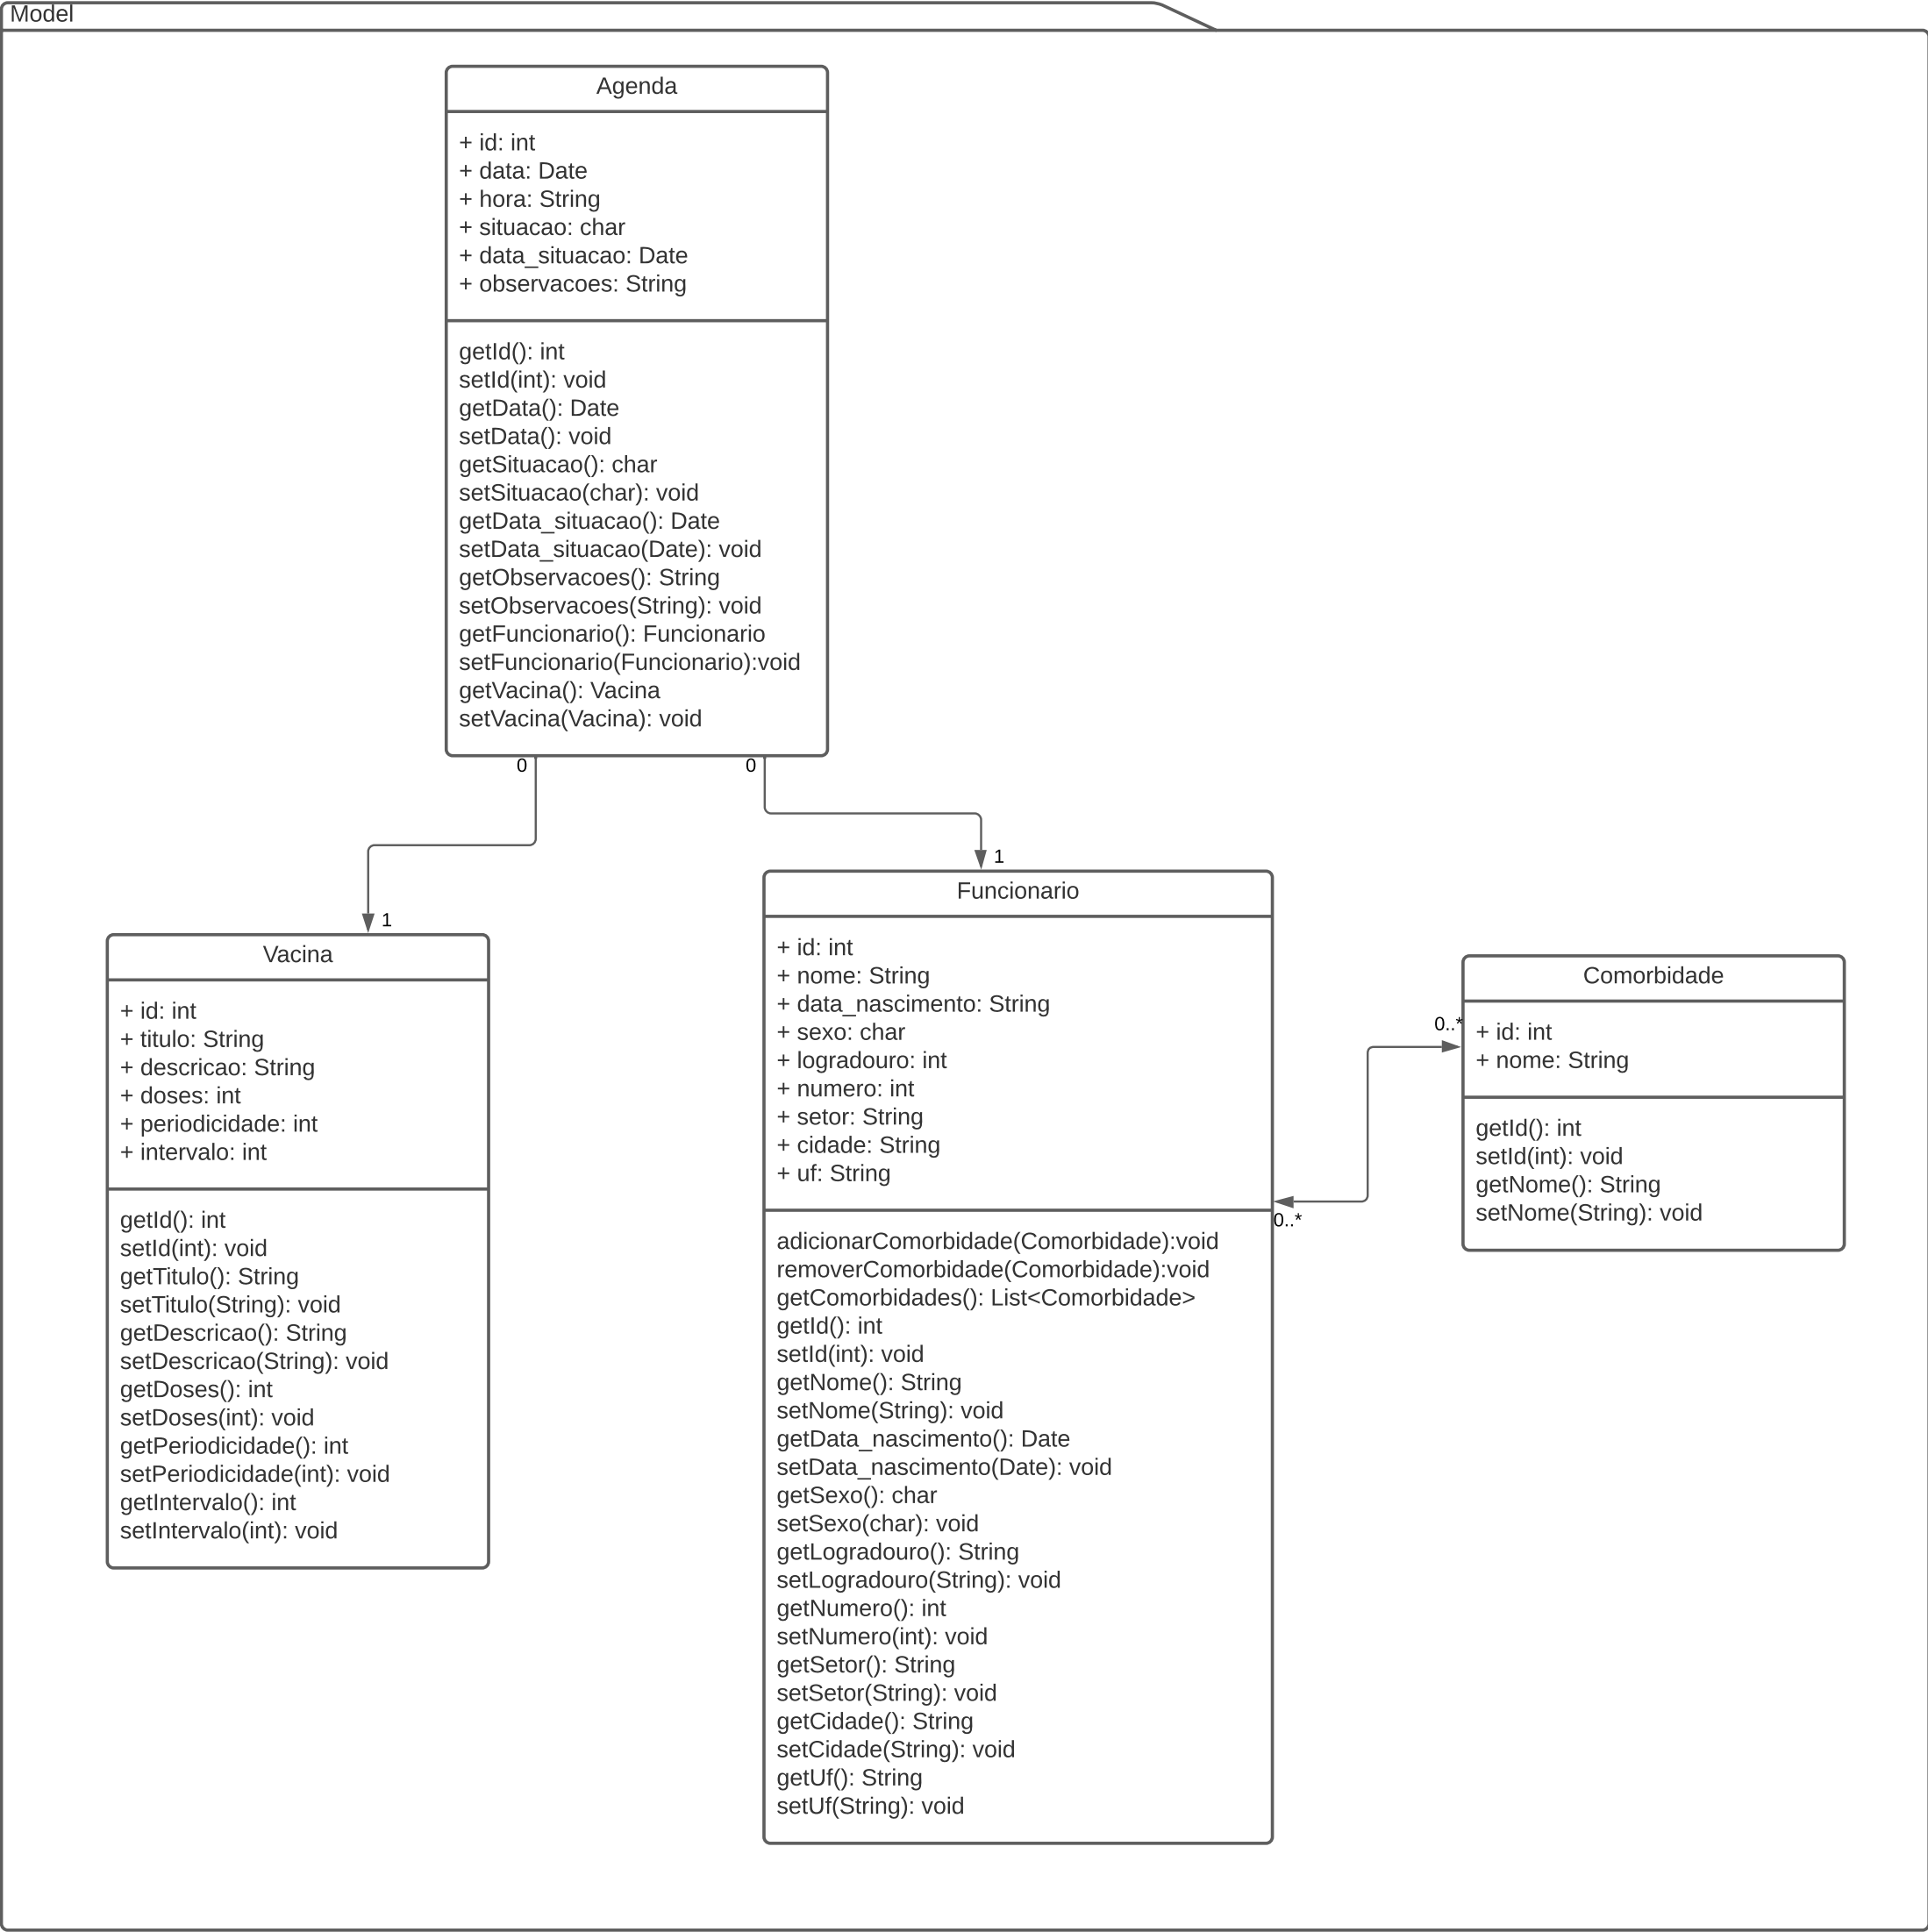 Model
Agenda
+ id: int
+ data: Date
+ hora: String
+ situacao: char
+ data_situacao: Date
+ observacoes: String
getId(): int
setId(int): void
getData(): Date
setData(): void
getSituacao(): char
setSituacao(char): void
getData_situacao(): Date
setData_situacao(Date): void
getObservacoes(): String
setObservacoes(String): void
getFuncionario(): Funcionario
setFuncionario(Funcionario):void
getVacina(): Vacina
setVacina(Vacina): void
0
0
1
1
Vacina
+ id: int
+ titulo: String
+ descricao: String
+ doses: int
+ periodicidade: int
+ intervalo: int
getId(): int
setId(int): void
getTitulo(): String
setTitulo(String): void
getDescricao(): String
setDescricao(String): void
getDoses(): int
setDoses(int): void
getPeriodicidade(): int
setPeriodicidade(int): void
getIntervalo(): int
setIntervalo(int): void
Funcionario
+ id: int
+ nome: String
+ data_nascimento: String
+ sexo: char
+ logradouro: int
+ numero: int
+ setor: String
+ cidade: String
+ uf: String
adicionarComorbidade(Comorbidade):void
removerComorbidade(Comorbidade):void
getComorbidades(): List<Comorbidade>
getId(): int
setId(int): void
getNome(): String
setNome(String): void
getData_nascimento(): Date
setData_nascimento(Date): void
getSexo(): char
setSexo(char): void
getLogradouro(): String
setLogradouro(String): void
getNumero(): int
setNumero(int): void
getSetor(): String
setSetor(String): void
getCidade(): String
setCidade(String): void
getUf(): String
setUf(String): void
0..*
0..*
Comorbidade
+ id: int
+ nome: String
getId(): int
setId(int): void
getNome(): String
setNome(String): void